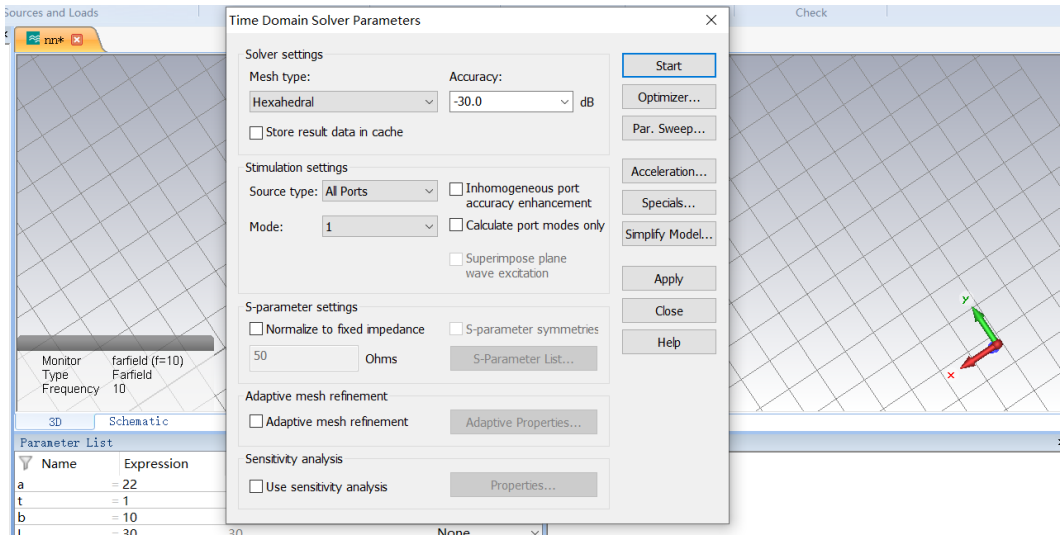 Sources and Loads
Check
nn*
Time Domain Solver Parameters
Solver settings
Mesh type:
Accuracy:
Hexahedral
-30.0
dB
Store result data in cache
Start
Optimizer...
Par. Sweep...
Stimulation settings
Source type:
All Ports
Inhomogeneous port
accuracy enhancement
Mode:
1
Calculate port modes only
Superimpose plane
wave excitation
Acceleration...
Specials...
Simplify Model...
Apply
Close
Help
S-parameter settings
Normalize to fixed impedance
S-parameter symmetries
50
Ohms
S-Parameter List...
Adaptive mesh refinement
Adaptive mesh refinement
Adaptive Properties...
Sensitivity analysis
Use sensitivity analysis
Properties...
Monitor farfield (f=10)
Type Farfield
Frequency 10
y
x
3D
Schematic
Parameter List
Name Expression
a = 22
t = 1
b = 10
= 30 30 None